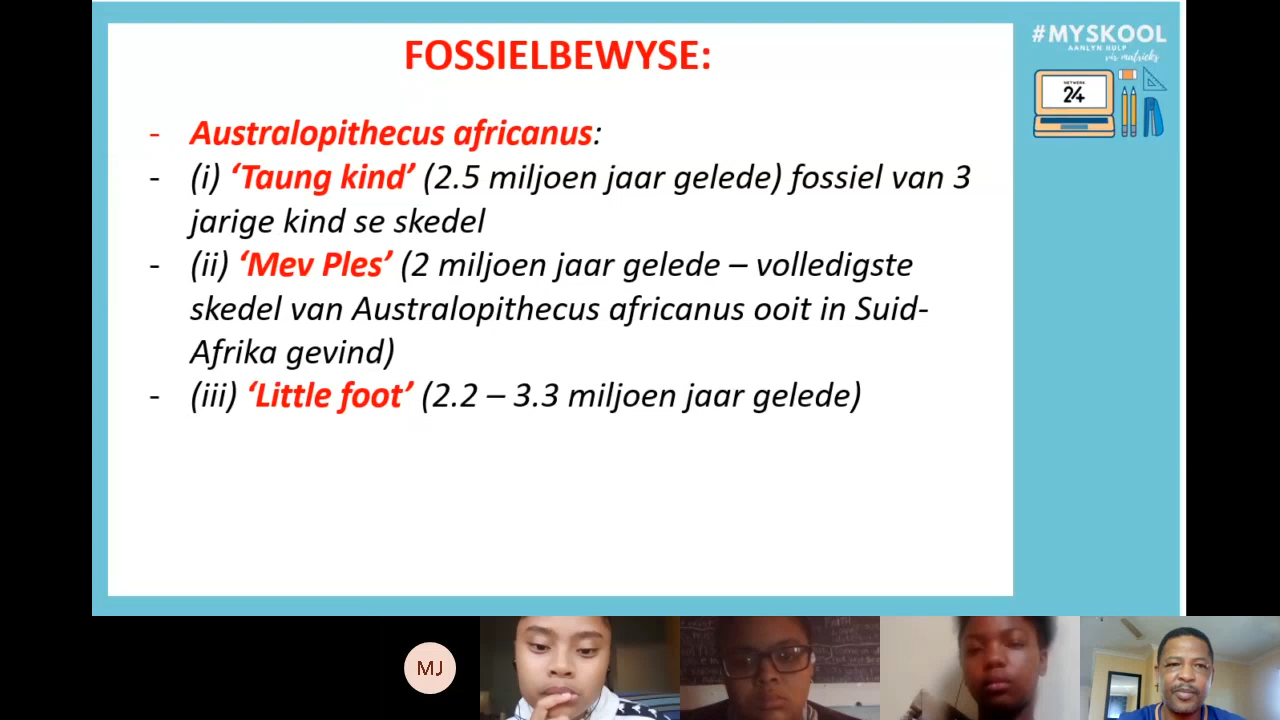 FOSSIELBEWYSE:
- Australopithecus africanus:
- (i) ‘Taung kind’ (2.5 miljoen jaar gelede) fossiel van 3
jarige kind se skedel
- (ii) ‘Mev Ples’ (2 miljoen jaar gelede – volledigste
skedel van Australopithecus africanus ooit in Suid-
Afrika gevind)
- (iii) ‘Little foot’ (2.2 – 3.3 miljoen jaar gelede)
#MYSKOOL
AANLYN HULP
vir matrieks
NETWERK
24
MJ